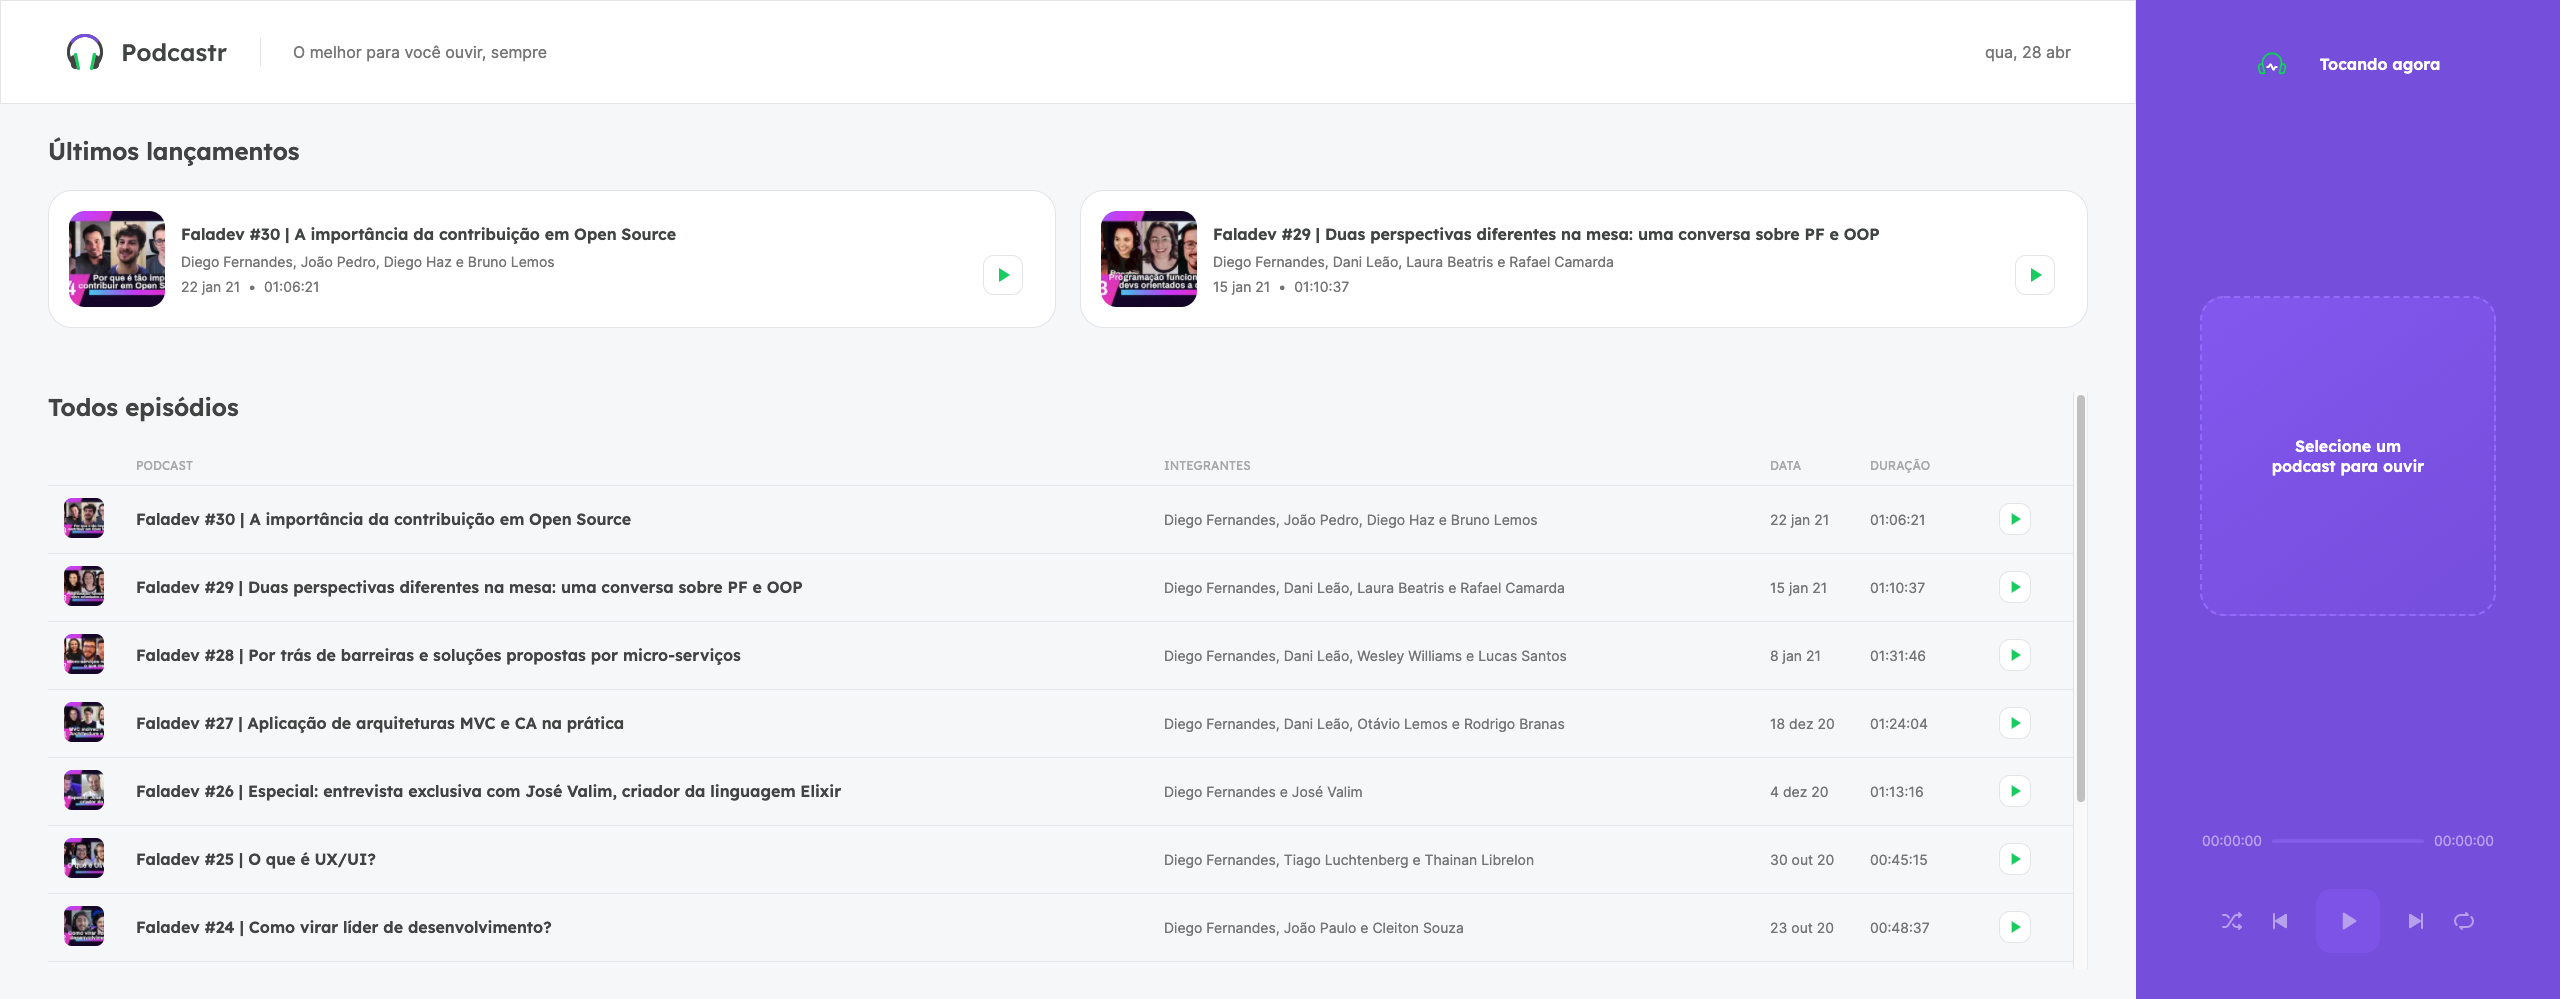 Podcastr
O melhor para você ouvir, sempre
qua, 28 abr
Tocando agora
Últimos lançamentos
Por que é tão imp
contribuir em Open S
Faladev #30 | A importância da contribuição em Open Source
Diego Fernandes, João Pedro, Diego Haz e Bruno Lemos
22 jan 21 • 01:06:21
Programação funcion
devs orientados a
Faladev #29 | Duas perspectivas diferentes na mesa: uma conversa sobre PF e OOP
Diego Fernandes, Dani Leão, Laura Beatris e Rafael Camarda
15 jan 21 • 01:10:37
Todos episódios
PODCAST INTEGRANTES DATA DURAÇÃO
Faladev #30 | A importância da contribuição em Open Source Diego Fernandes, João Pedro, Diego Haz e Bruno Lemos 22 jan 21 01:06:21
Faladev #29 | Duas perspectivas diferentes na mesa: uma conversa sobre PF e OOP Diego Fernandes, Dani Leão, Laura Beatris e Rafael Camarda 15 jan 21 01:10:37
Faladev #28 | Por trás de barreiras e soluções propostas por micro-serviços Diego Fernandes, Dani Leão, Wesley Williams e Lucas Santos 8 jan 21 01:31:46
Faladev #27 | Aplicação de arquiteturas MVC e CA na prática Diego Fernandes, Dani Leão, Otávio Lemos e Rodrigo Branas 18 dez 20 01:24:04
Faladev #26 | Especial: entrevista exclusiva com José Valim, criador da linguagem Elixir Diego Fernandes e José Valim 4 dez 20 01:13:16
Faladev #25 | O que é UX/UI? Diego Fernandes, Tiago Luchtenberg e Thainan Librelon 30 out 20 00:45:15
Faladev #24 | Como virar líder de desenvolvimento? Diego Fernandes, João Paulo e Cleiton Souza 23 out 20 00:48:37
Selecione um
podcast para ouvir
00:00:00 00:00:00